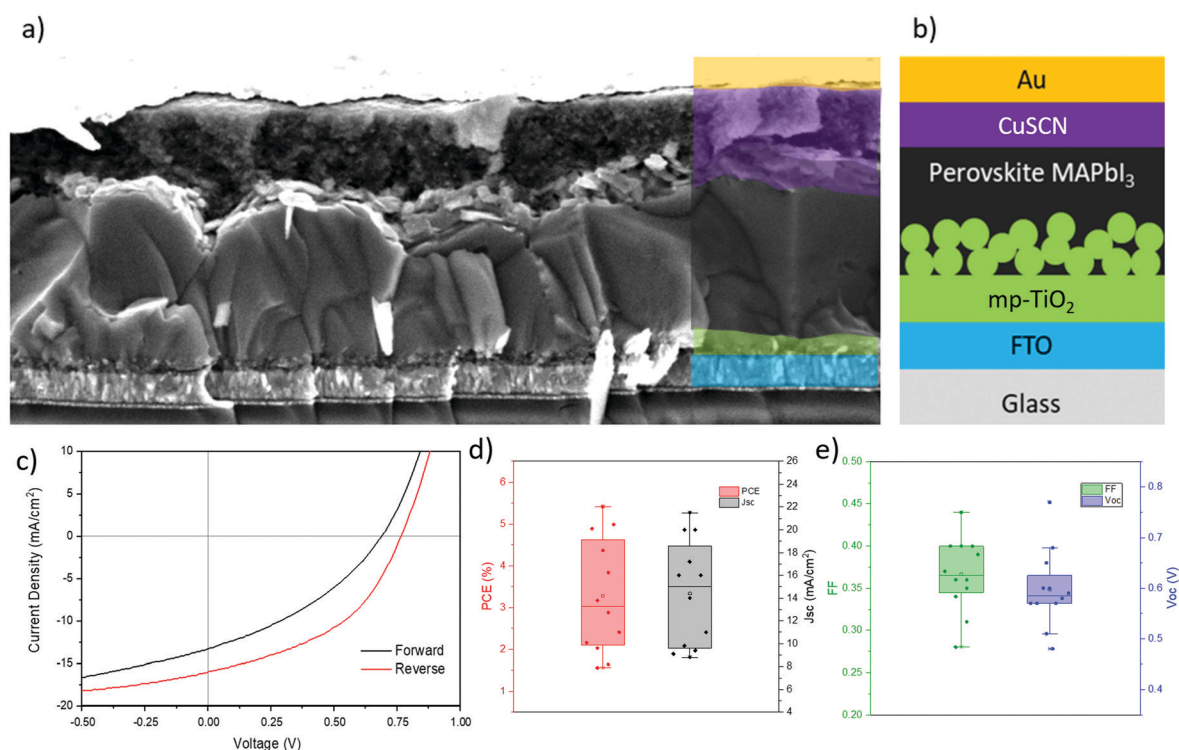 a)
b)
Au
CuSCN
Perovskite MAPbI₃
mp-TiO₂
FTO
Glass
c)
10
5
0
-5
-10
-15
-20
-0.50
-0.25
0.00
0.25
0.50
0.75
1.00
Current Density (mA/cm²)
Voltage (V)
Forward
Reverse
d)
6
5
4
3
2
1
PCE (%)
PCE
Jsc
26
24
22
20
18
16
14
12
10
8
6
4
Jsc (mA/cm²)
e)
0.50
0.45
0.40
0.35
0.30
0.25
0.20
FF
FF
Voc
0.8
0.7
0.6
0.5
0.4
Voc (V)